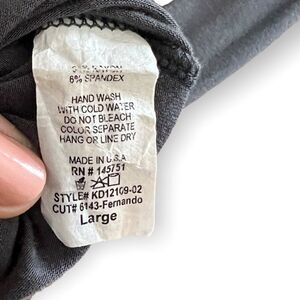 6% SPANDEX
HAND WASH
WITH COLD WATER
DO NOT BLEACH
COLOR SEPARATE
HANG OR LINE DRY
MADE IN U.S.A
RN # 145751
STYLE# KD12109-02
CUT# 6143-Fernando
Large